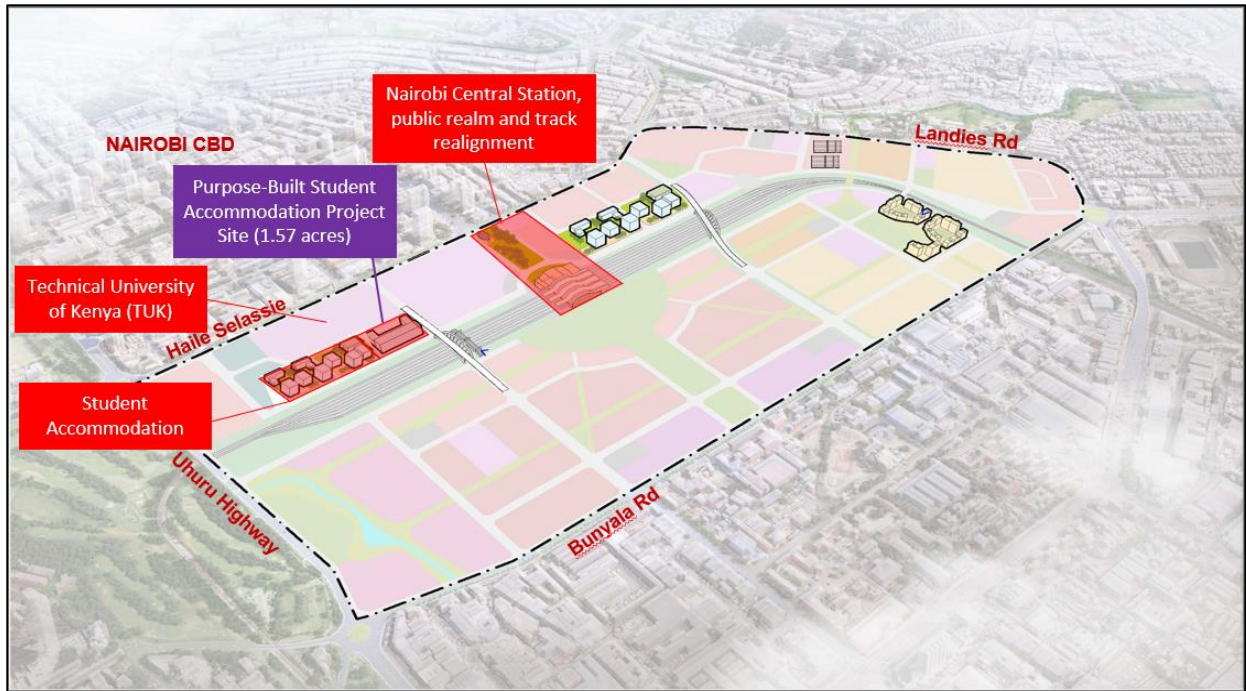 Nairobi Central Station,
public realm and track
realignment
Landies Rd
NAIROBI CBD
Purpose-Built Student
Accommodation Project
Site (1.57 acres)
Technical University
of Kenya (TUK)
Haile Selassie
Student
Accommodation
Uhuru Highway
Bunyala Rd